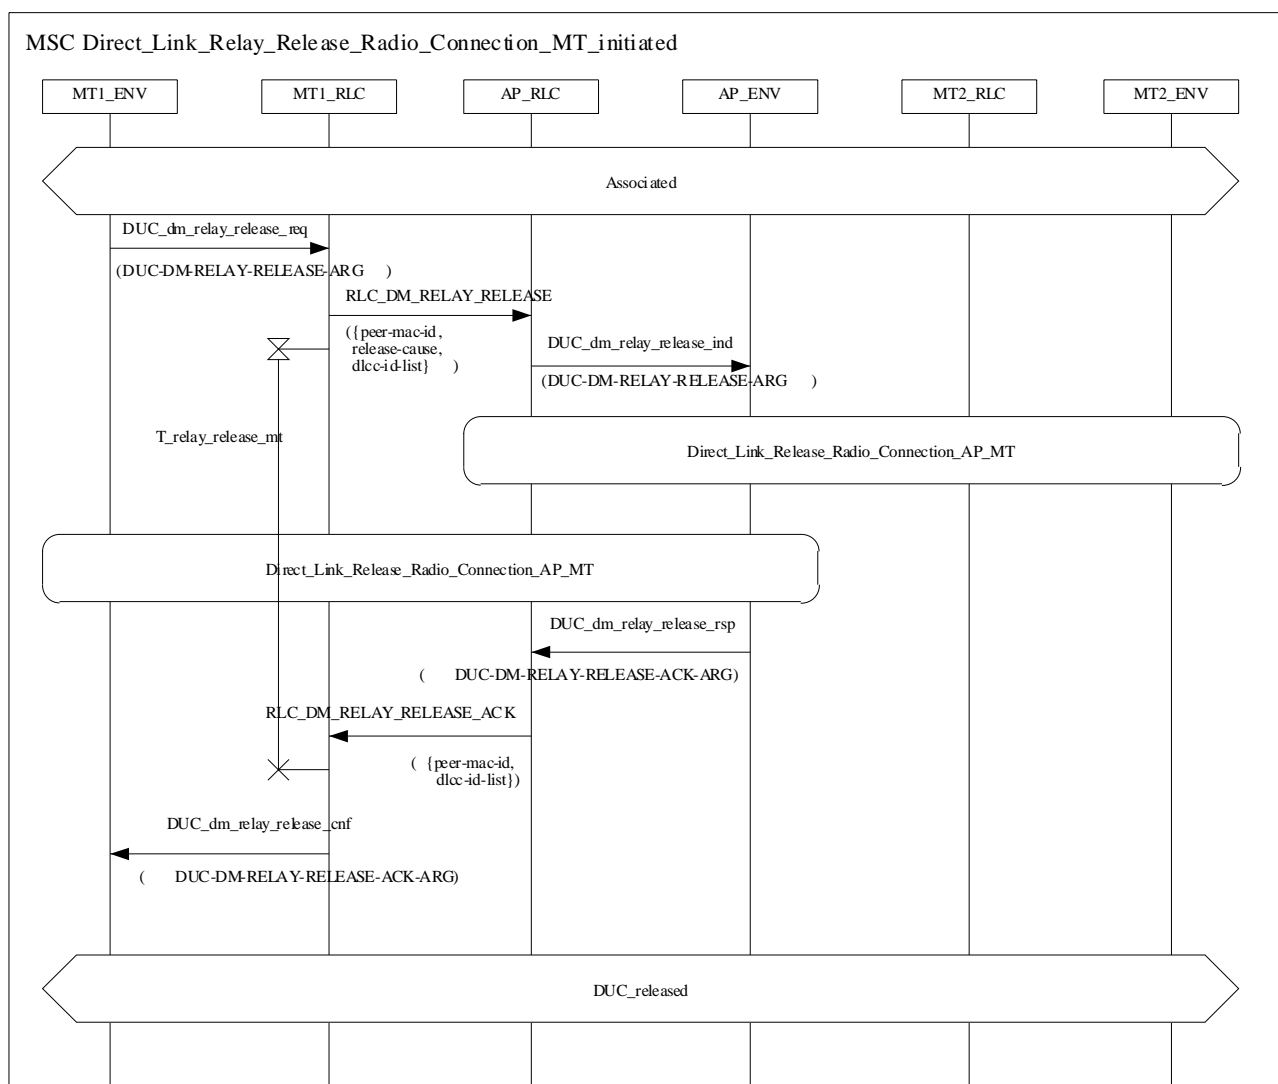 MSC Direct_Link_Relay_Release_Radio_Connection_MT_initiated
MT1_ENV MT1_RLC AP_RLC AP_ENV MT2_RLC MT2_ENV
Associated
DUC_dm_relay_release_req
(DUC-DM-RELAY-RELEASE-ARG )
RLC_DM_RELAY_RELEASE
({peer-mac-id,
release-cause,
dlcc-id-list} )
DUC_dm_relay_release_ind
(DUC-DM-RELAY-RELEASE-ARG )
T_relay_release_mt
Direct_Link_Release_Radio_Connection_AP_MT
Direct_Link_Release_Radio_Connection_AP_MT
DUC_dm_relay_release_rsp
( DUC-DM-RELAY-RELEASE-ACK-ARG)
RLC_DM_RELAY_RELEASE_ACK
( {peer-mac-id,
dlcc-id-list})
DUC_dm_relay_release_cnf
( DUC-DM-RELAY-RELEASE-ACK-ARG)
DUC_released